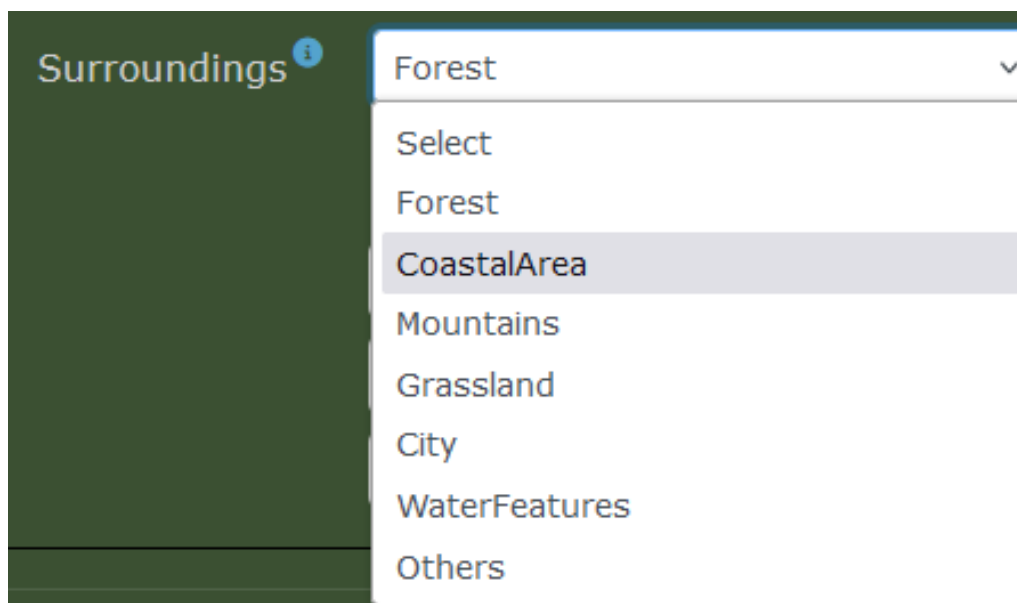 Surroundings i Forest
Select
Forest
CoastalArea
Mountains
Grassland
City
WaterFeatures
Others